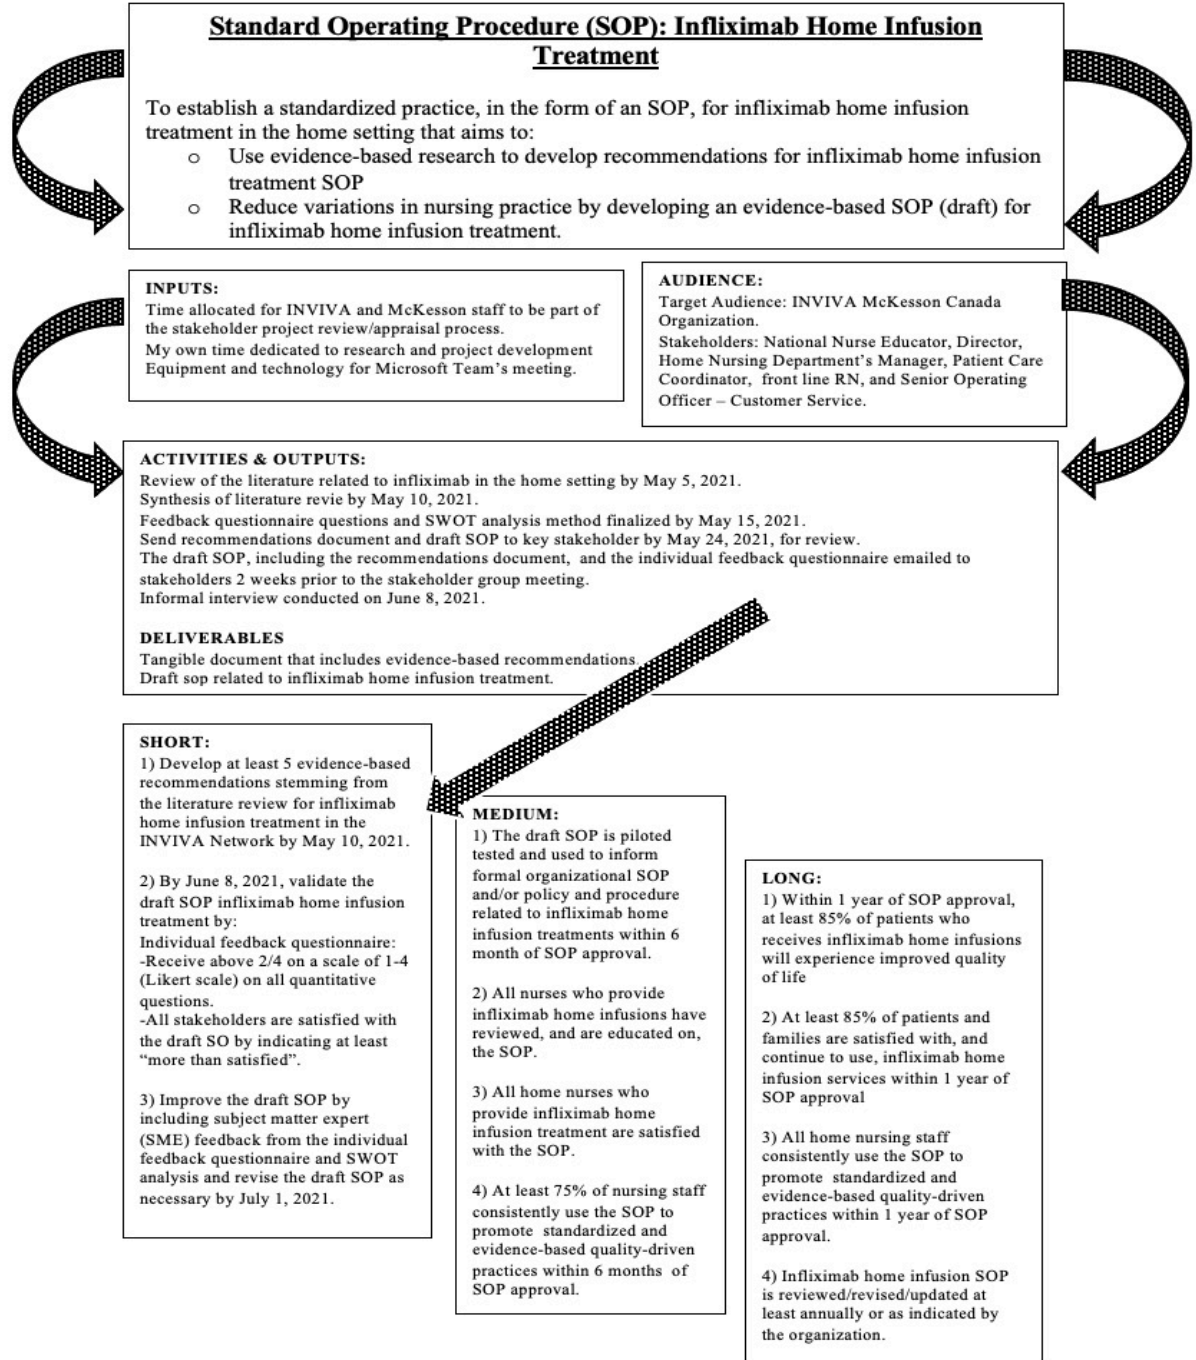 Standard Operating Procedure (SOP): Infliximab Home Infusion
Treatment
To establish a standardized practice, in the form of an SOP, for infliximab home infusion
treatment in the home setting that aims to:
o Use evidence-based research to develop recommendations for infliximab home infusion
treatment SOP
o Reduce variations in nursing practice by developing an evidence-based SOP (draft) for
infliximab home infusion treatment.
INPUTS:
Time allocated for INVIVA and McKesson staff to be part of
the stakeholder project review/appraisal process.
My own time dedicated to research and project development
Equipment and technology for Microsoft Team’s meeting.
AUDIENCE:
Target Audience: INVIVA McKesson Canada
Organization.
Stakeholders: National Nurse Educator, Director,
Home Nursing Department’s Manager, Patient Care
Coordinator, front line RN, and Senior Operating
Officer – Customer Service.
ACTIVITIES & OUTPUTS:
Review of the literature related to infliximab in the home setting by May 5, 2021.
Synthesis of literature revie by May 10, 2021.
Feedback questionnaire questions and SWOT analysis method finalized by May 15, 2021.
Send recommendations document and draft SOP to key stakeholder by May 24, 2021, for review.
The draft SOP, including the recommendations document, and the individual feedback questionnaire emailed to
stakeholders 2 weeks prior to the stakeholder group meeting.
Informal interview conducted on June 8, 2021.
DELIVERABLES
Tangible document that includes evidence-based recommendations
Draft sop related to infliximab home infusion treatment.
SHORT:
1) Develop at least 5 evidence-based
recommendations stemming from
the literature review for infliximab
home infusion treatment in the
INVIVA Network by May 10, 2021.
2) By June 8, 2021, validate the
draft SOP infliximab home infusion
treatment by:
Individual feedback questionnaire:
-Receive above 2/4 on a scale of 1-4
(Likert scale) on all quantitative
questions.
-All stakeholders are satisfied with
the draft SO by indicating at least
“more than satisfied”.
3) Improve the draft SOP by
including subject matter expert
(SME) feedback from the individual
feedback questionnaire and SWOT
analysis and revise the draft SOP as
necessary by July 1, 2021.
MEDIUM:
1) The draft SOP is piloted
tested and used to inform
formal organizational SOP
and/or policy and procedure
related to infliximab home
infusion treatments within 6
month of SOP approval.
2) All nurses who provide
infliximab home infusions have
reviewed, and are educated on,
the SOP.
3) All home nurses who
provide infliximab home
infusion treatment are satisfied
with the SOP.
4) At least 75% of nursing staff
consistently use the SOP to
promote standardized and
evidence-based quality-driven
practices within 6 months of
SOP approval.
LONG:
1) Within 1 year of SOP approval,
at least 85% of patients who
receives infliximab home infusions
will experience improved quality
of life
2) At least 85% of patients and
families are satisfied with, and
continue to use, infliximab home
infusion services within 1 year of
SOP approval
3) All home nursing staff
consistently use the SOP to
promote standardized and
evidence-based quality-driven
practices within 1 year of SOP
approval.
4) Infliximab home infusion SOP
is reviewed/revised/updated at
least annually or as indicated by
the organization.